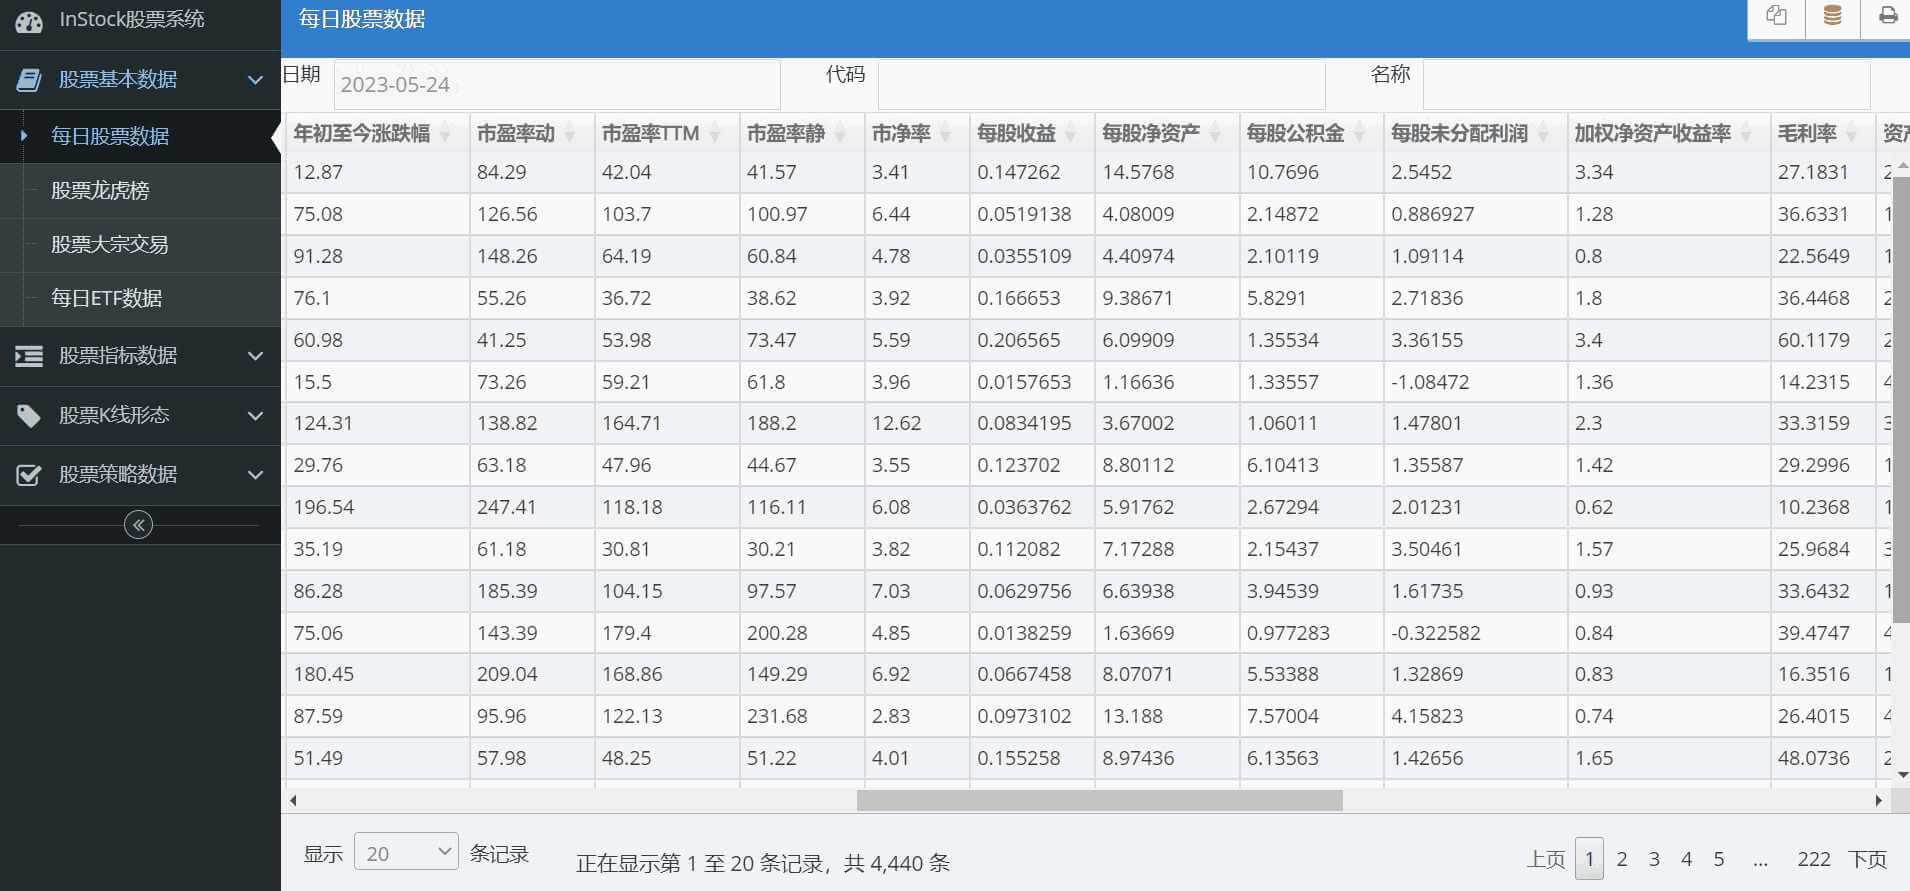 InStock股票系统
股票基本数据
每日股票数据
股票龙虎榜
股票大宗交易
每日ETF数据
股票指标数据
股票K线形态
股票策略数据
每日股票数据
日期 2023-05-24 代码 名称
年初至今涨跌幅 市盈率动 市盈率TTM 市盈率静 市净率 每股收益 每股净资产 每股公积金 每股未分配利润 加权净资产收益率 毛利率 资产
12.87 84.29 42.04 41.57 3.41 0.147262 14.5768 10.7696 2.5452 3.34 27.1831 2
75.08 126.56 103.7 100.97 6.44 0.0519138 4.08009 2.14872 0.886927 1.28 36.6331 1
91.28 148.26 64.19 60.84 4.78 0.0355109 4.40974 2.10119 1.09114 0.8 22.5649 1
76.1 55.26 36.72 38.62 3.92 0.166653 9.38671 5.8291 2.71836 1.8 36.4468 2
60.98 41.25 53.98 73.47 5.59 0.206565 6.09909 1.35534 3.36155 3.4 60.1179 2
15.5 73.26 59.21 61.8 3.96 0.0157653 1.16636 1.33557 -1.08472 1.36 14.2315 4
124.31 138.82 164.71 188.2 12.62 0.0834195 3.67002 1.06011 1.47801 2.3 33.3159 3
29.76 63.18 47.96 44.67 3.55 0.123702 8.80112 6.10413 1.35587 1.42 29.2996 1
196.54 247.41 118.18 116.11 6.08 0.0363762 5.91762 2.67294 2.01231 0.62 10.2368 1
35.19 61.18 30.81 30.21 3.82 0.112082 7.17288 2.15437 3.50461 1.57 25.9684 3
86.28 185.39 104.15 97.57 7.03 0.0629756 6.63938 3.94539 1.61735 0.93 33.6432 1
75.06 143.39 179.4 200.28 4.85 0.0138259 1.63669 0.977283 -0.322582 0.84 39.4747 4
180.45 209.04 168.86 149.29 6.92 0.0667458 8.07071 5.53388 1.32869 0.83 16.3516 1
87.59 95.96 122.13 231.68 2.83 0.0973102 13.188 7.57004 4.15823 0.74 26.4015 4
51.49 57.98 48.25 51.22 4.01 0.155258 8.97436 6.13563 1.42656 1.65 48.0736 2
显示 20 条记录 正在显示第 1 至 20 条记录，共 4,440 条 上页 1 2 3 4 5 ... 222 下页